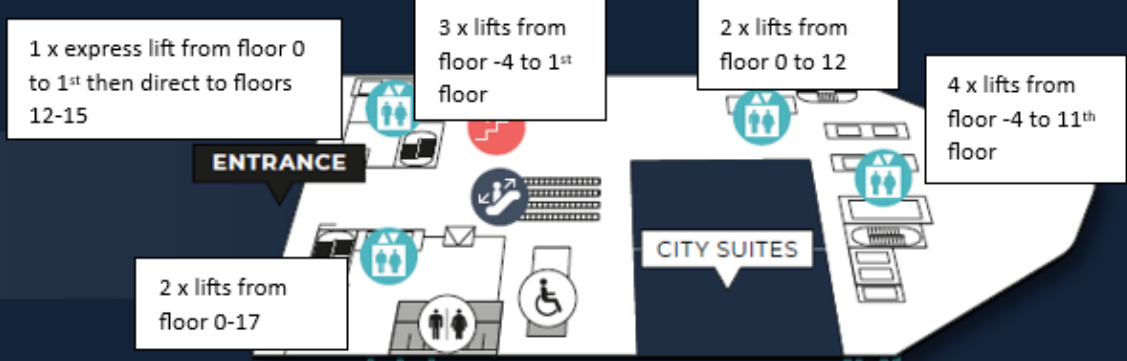 1 x express lift from floor 0
to 1st then direct to floors
12-15
3 x lifts from
floor -4 to 1st
floor
2 x lifts from
floor 0 to 12
4 x lifts from
floor -4 to 11th
floor
ENTRANCE
CITY SUITES
2 x lifts from
floor 0-17